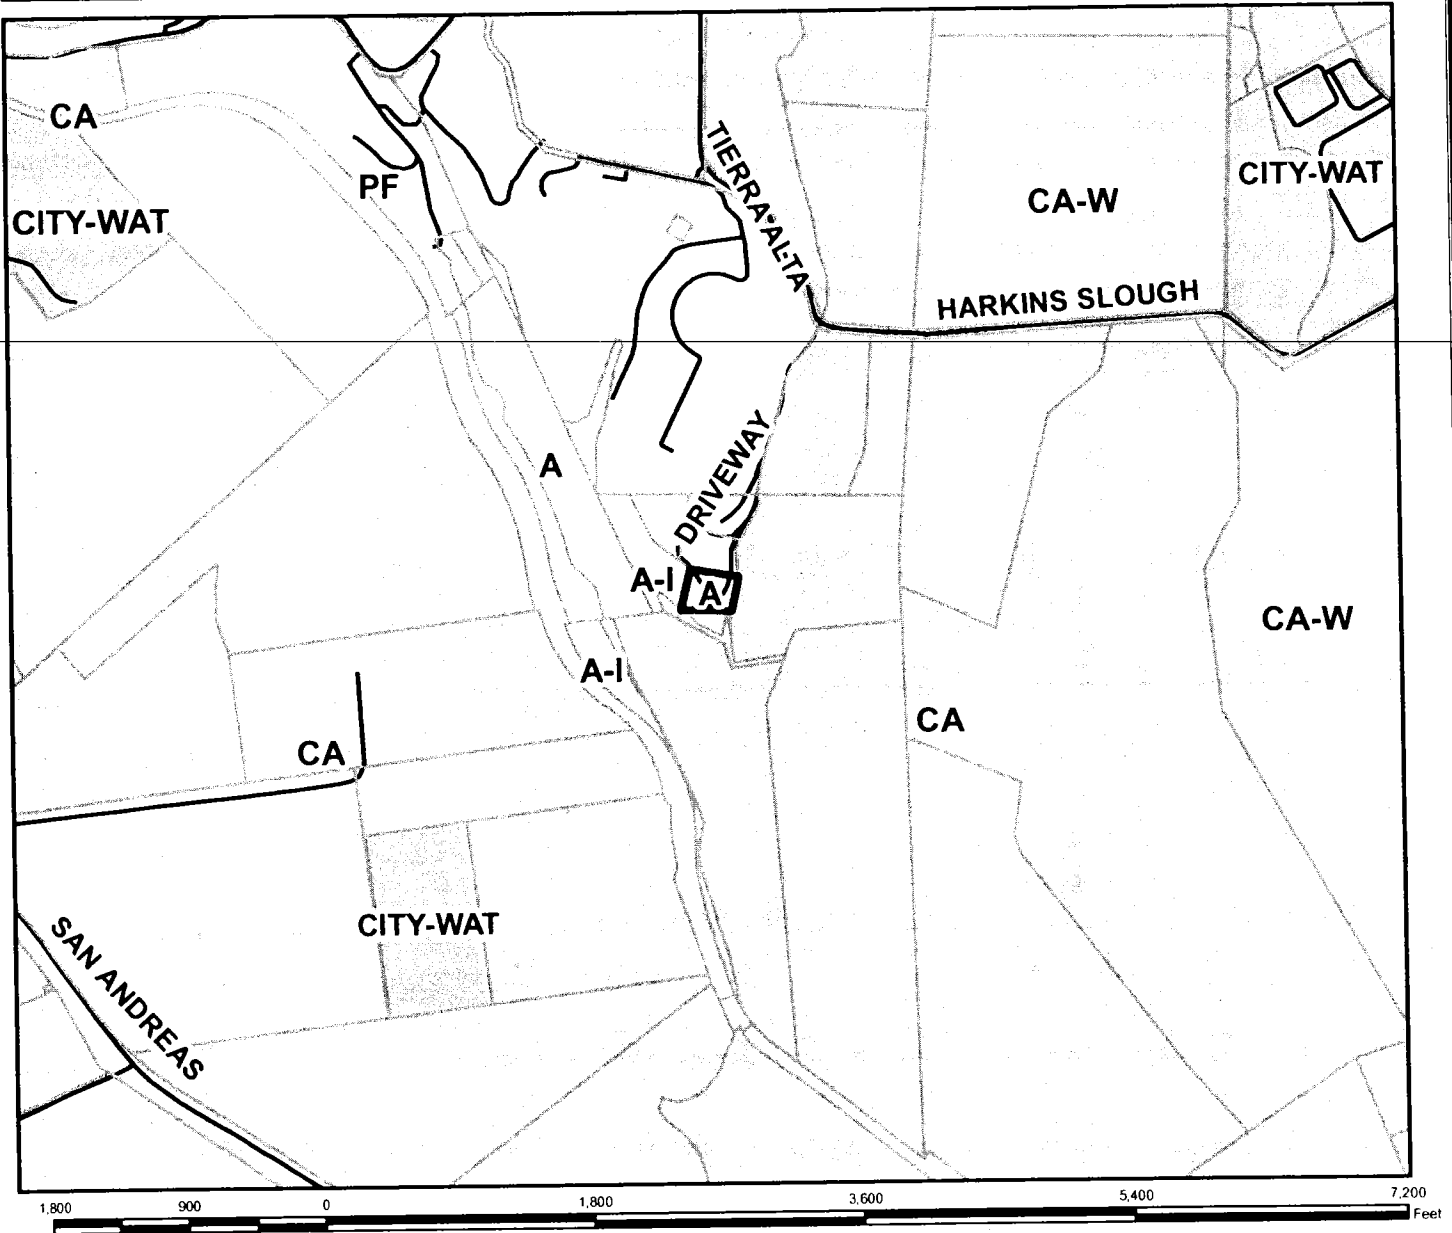 CA
PF
CITY-WAT
TIERRA ALTA
CA-W
CITY-WAT
HARKINS SLOUGH
A
DRIVEWAY
A-I
A
CA-W
A-I
CA
CA
CITY-WAT
SAN ANDREAS
1,800 900 0 1,800 3,600 5,400 7,200
Feet